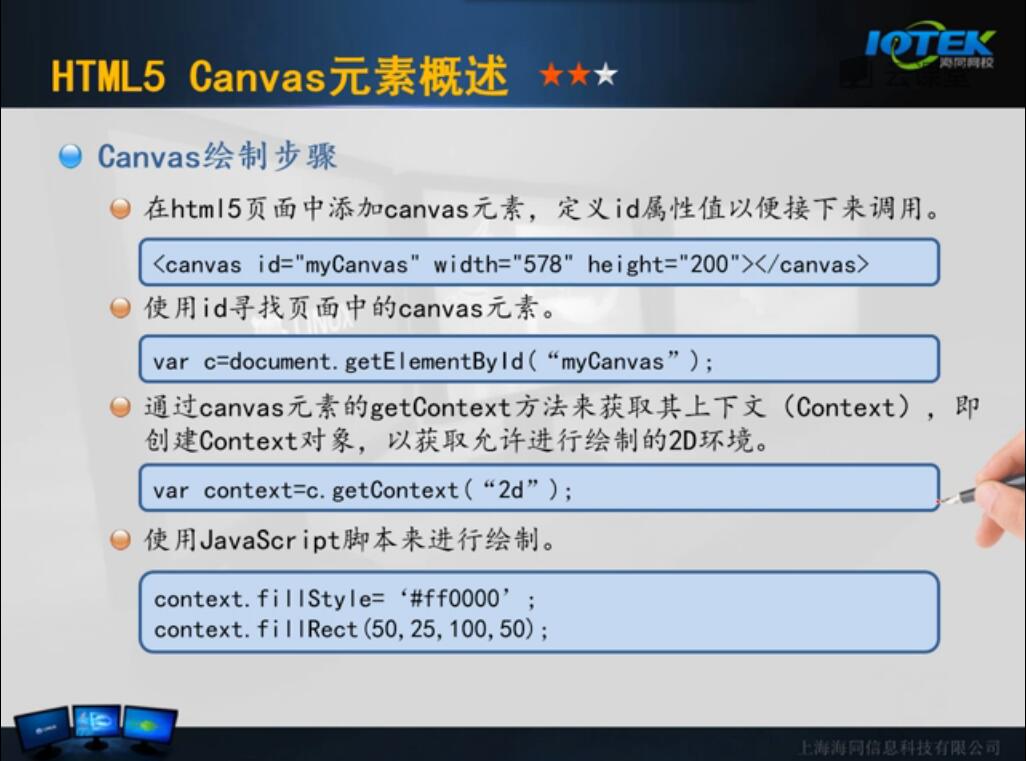 HTML5 Canvas元素概述
IOTEK
海同网校
云课堂
Canvas绘制步骤
在html5页面中添加canvas元素，定义id属性值以便接下来调用。
<canvas id="myCanvas" width="578" height="200"></canvas>
使用id寻找页面中的canvas元素。
var c=document.getElementById(“myCanvas”);
通过canvas元素的getContext方法来获取其上下文（Context），即
创建Context对象，以获取允许进行绘制的2D环境。
var context=c.getContext(“2d”);
使用JavaScript脚本来进行绘制。
context.fillStyle=‘#ff0000’;
context.fillRect(50,25,100,50);
上海海同信息科技有限公司